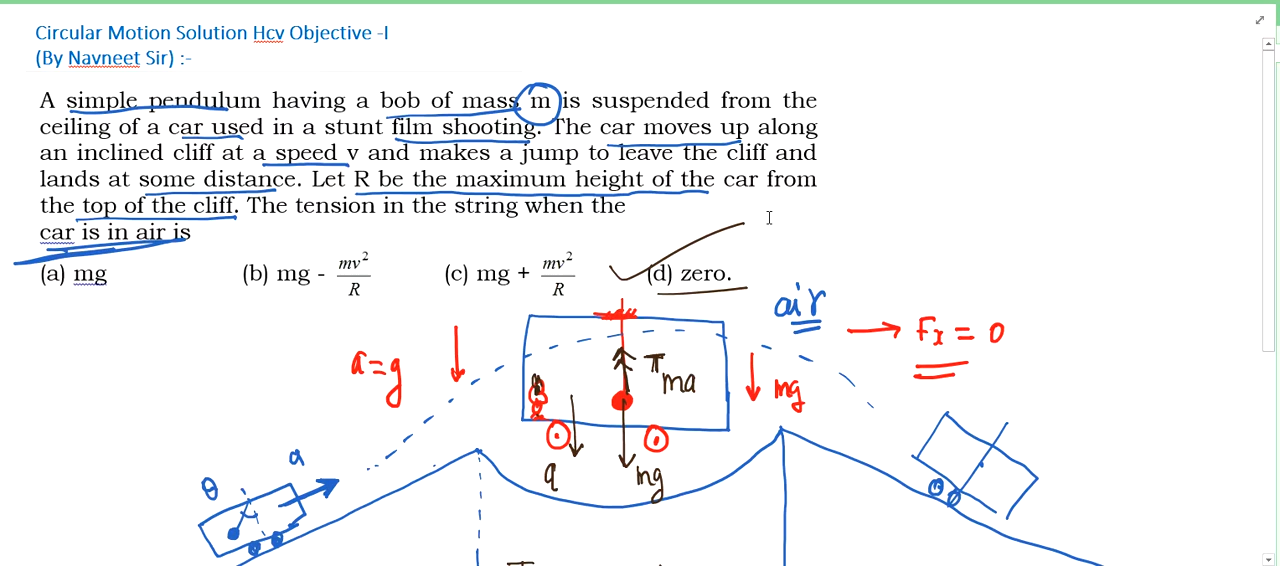 Circular Motion Solution Hcv Objective -I
(By Navneet Sir) :-
A simple pendulum having a bob of mass m is suspended from the
ceiling of a car used in a stunt film shooting. The car moves up along
an inclined cliff at a speed v and makes a jump to leave the cliff and
lands at some distance. Let R be the maximum height of the car from
the top of the cliff. The tension in the string when the
car is in air is
(a) mg (b) mg - mv²/R (c) mg + mv²/R (d) zero.
air
→ Fx = 0
a=g
T
ma
mg
a
θ
a
mg